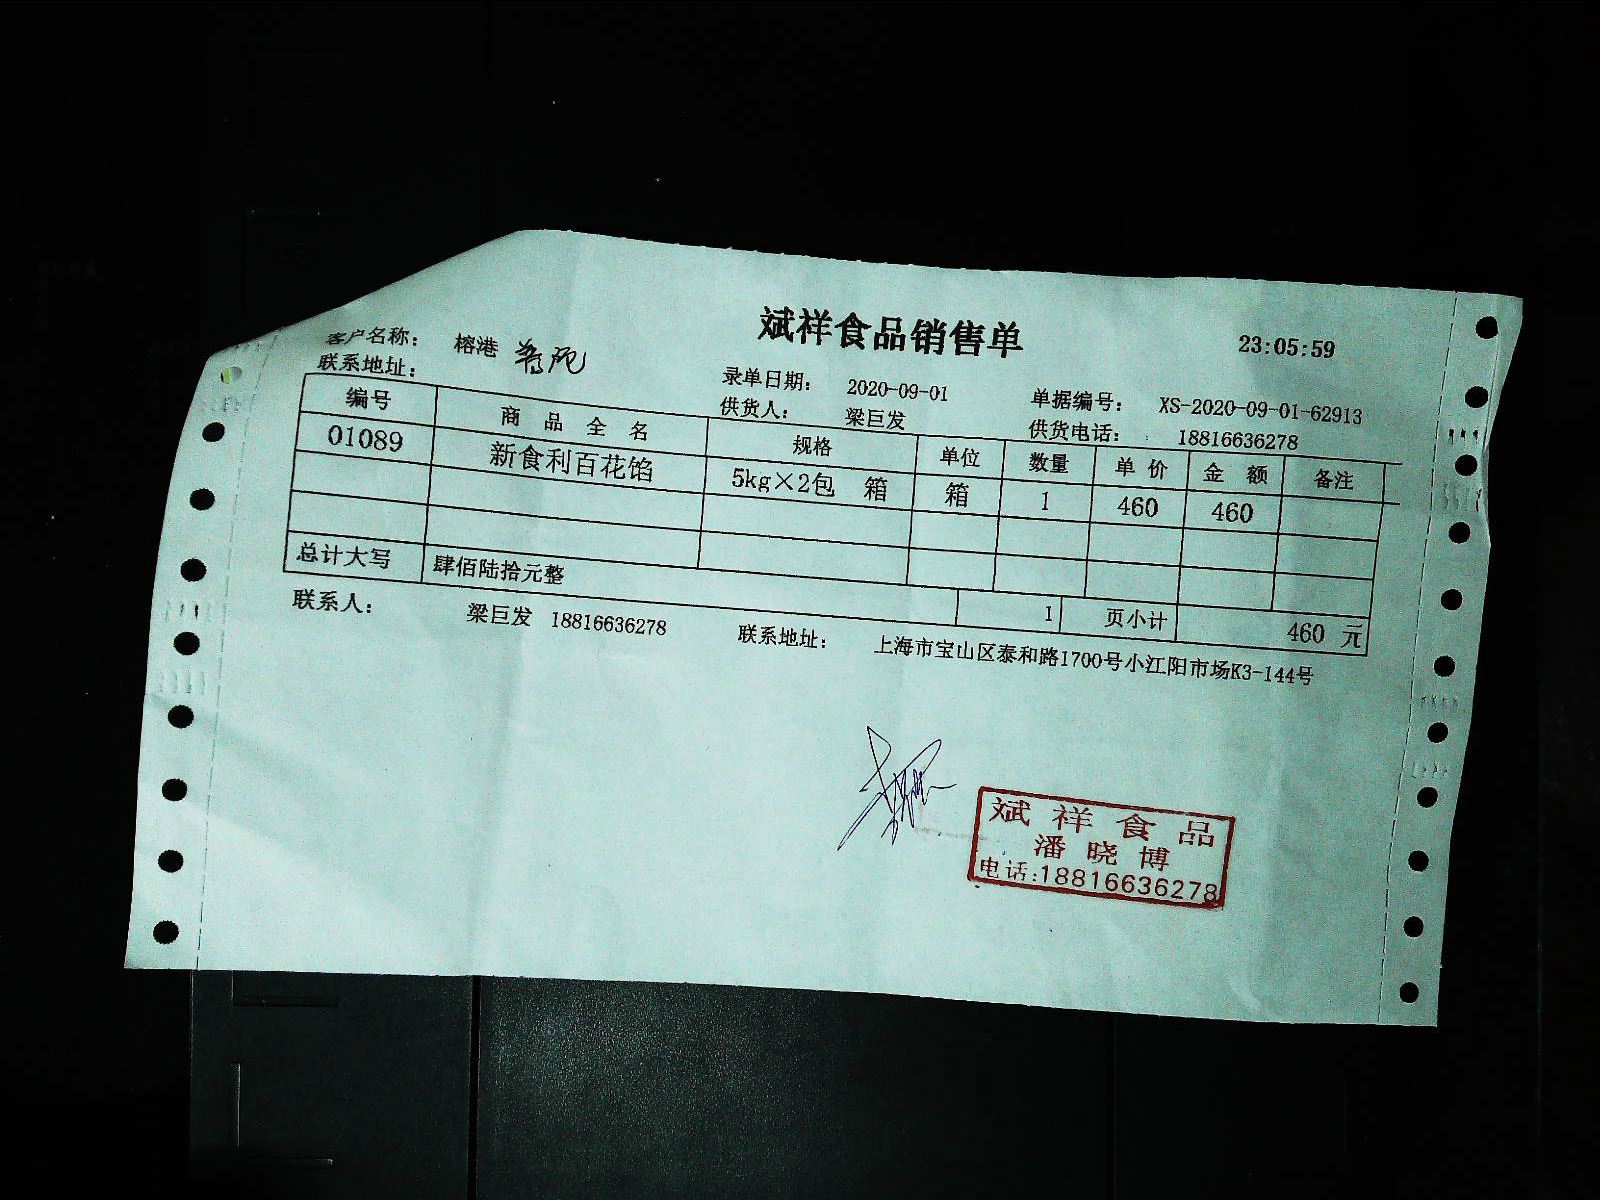 斌祥食品销售单
23:05:59
客户名称： 榕港
录单日期： 2020-09-01 单据编号： XS-2020-09-01-62913
联系地址： 供货人： 梁巨发 供货电话： 18816636278
编号 商品全名 规格 单位 数量 单价 金额 备注
01089 新食利百花馅 5kg×2包 箱 箱 1 460 460
总计大写 肆佰陆拾元整 1 页小计 460 元
联系人： 梁巨发 18816636278 联系地址： 上海市宝山区泰和路1700号小江阳市场K3-144号
斌祥食品
潘晓博
电话:18816636278